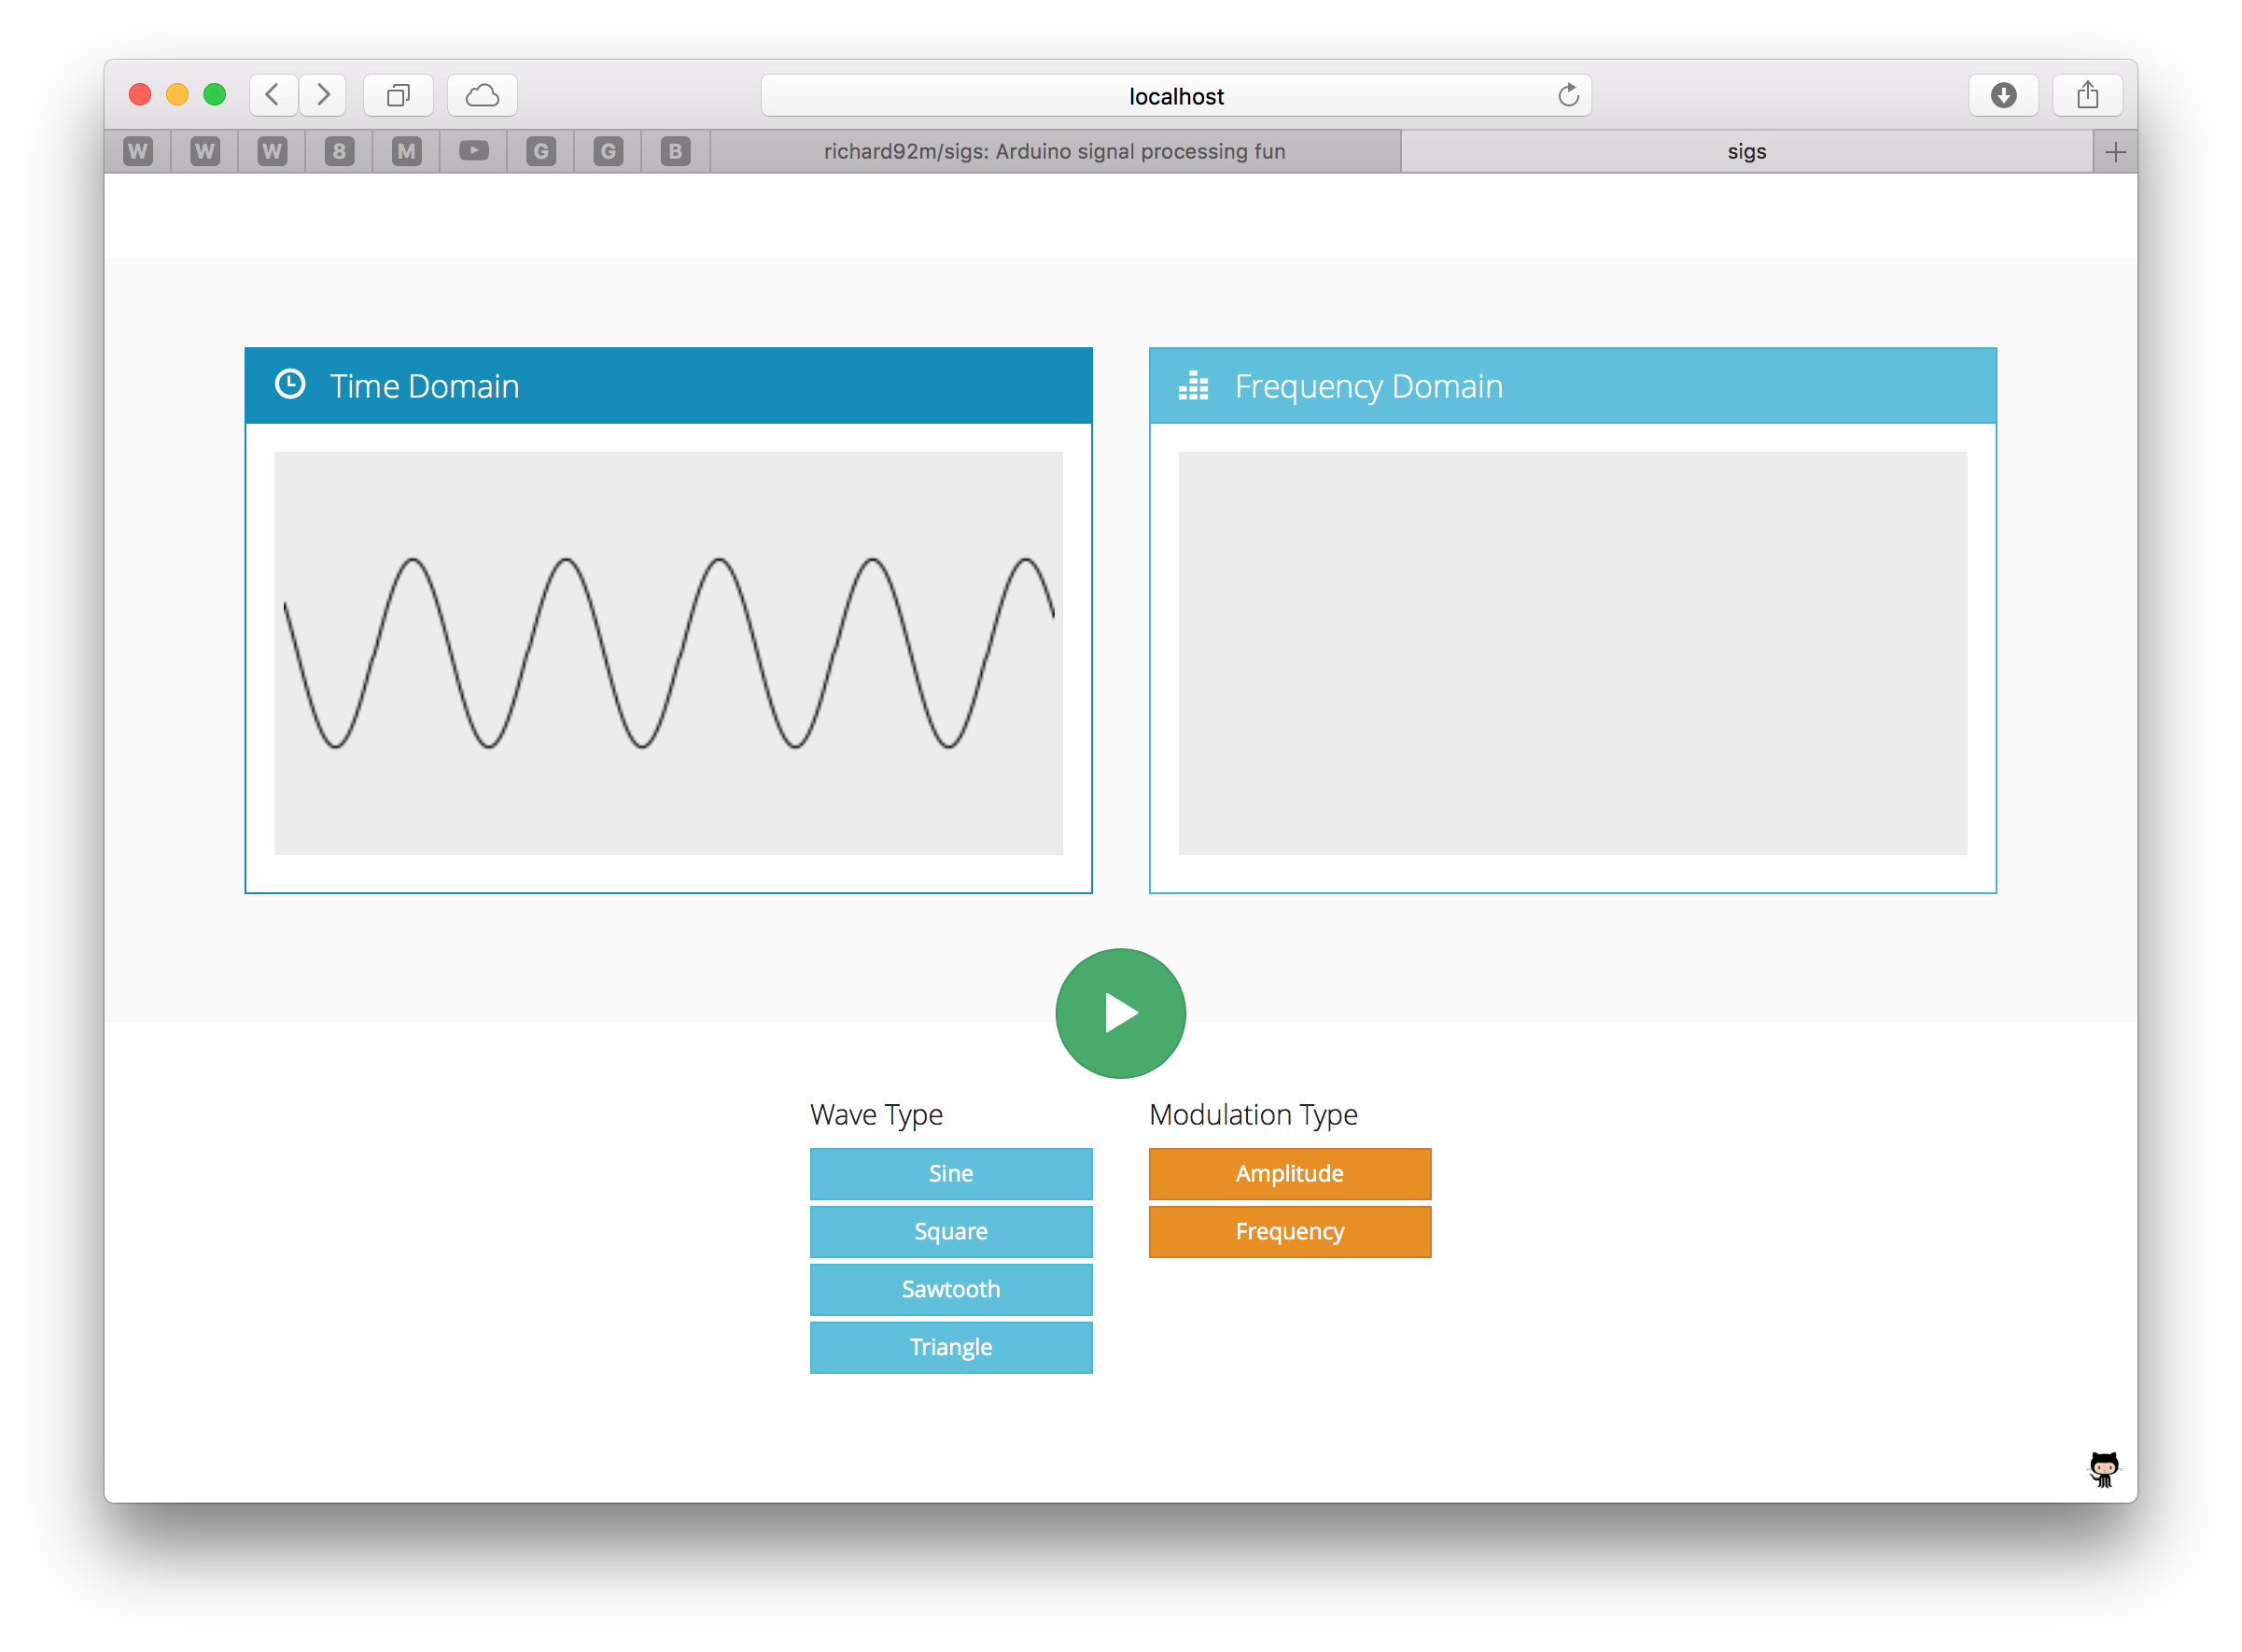 localhost
W W W 8 M G G B richard92m/sigs: Arduino signal processing fun sigs
Time Domain
Frequency Domain
Wave Type
Sine
Square
Sawtooth
Triangle
Modulation Type
Amplitude
Frequency